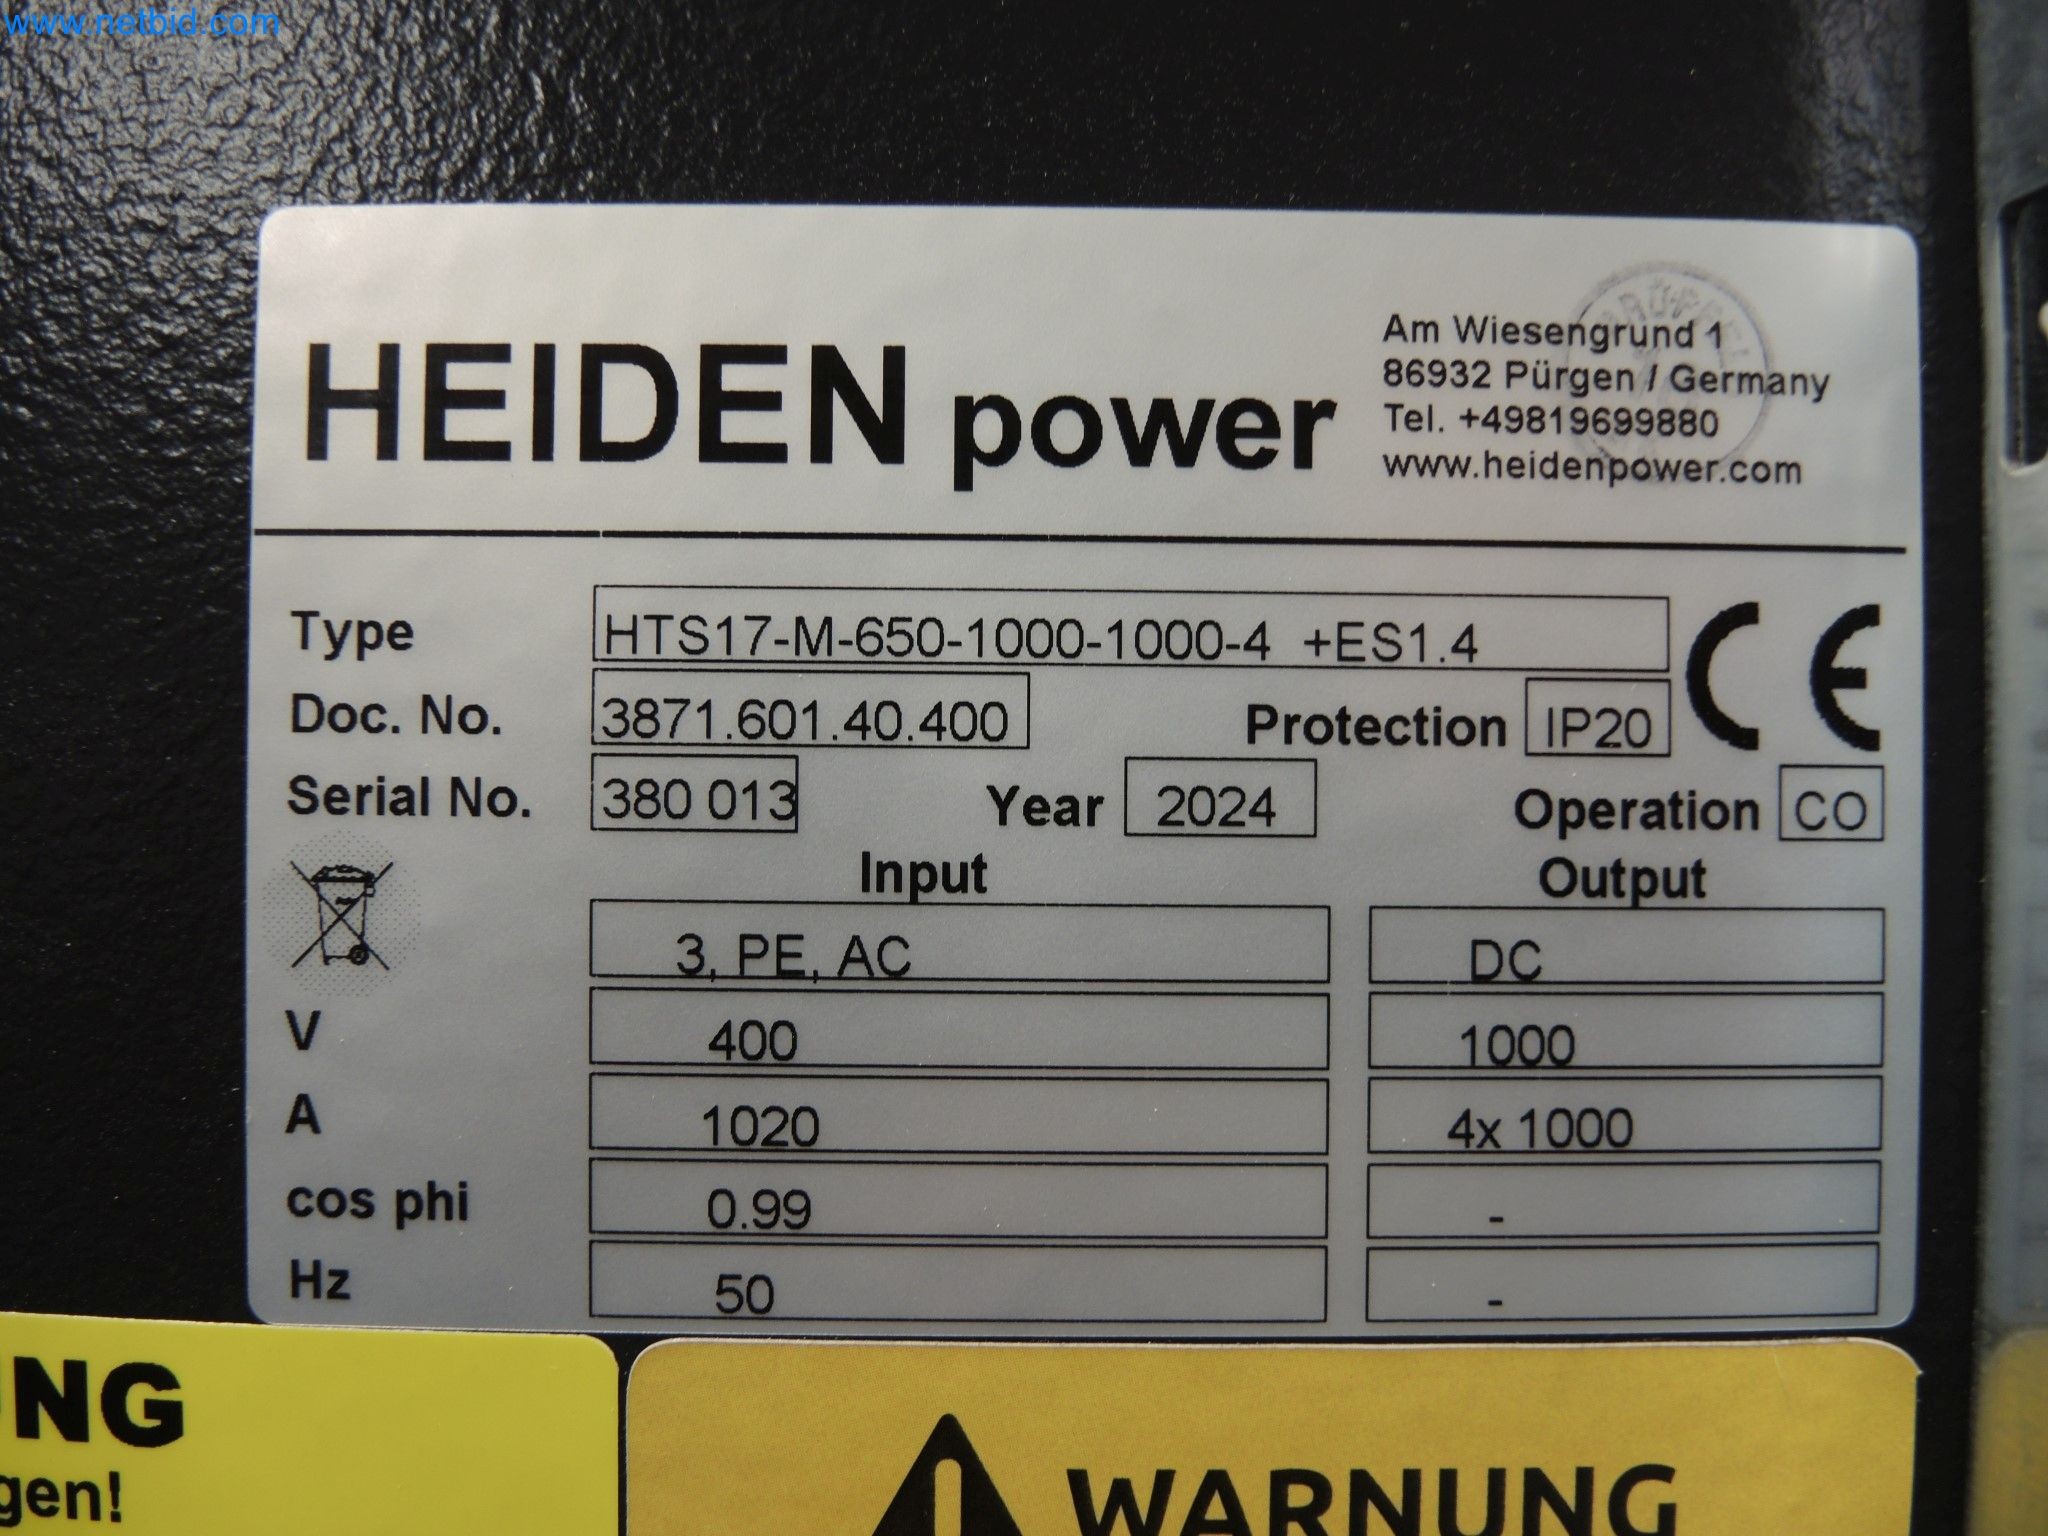 www.netbid.com
HEIDEN power
Am Wiesengrund 1
86932 Pürgen / Germany
Tel. +49819699880
www.heidenpower.com
Type HTS17-M-650-1000-1000-4 +ES1.4
CE
Doc. No. 3871.601.40.400 Protection IP20
Serial No. 380 013 Year 2024 Operation CO
Input Output
3, PE, AC DC
V 400 1000
A 1020 4x 1000
cos phi 0.99 -
Hz 50 -
UNG
gen!
WARNUNG